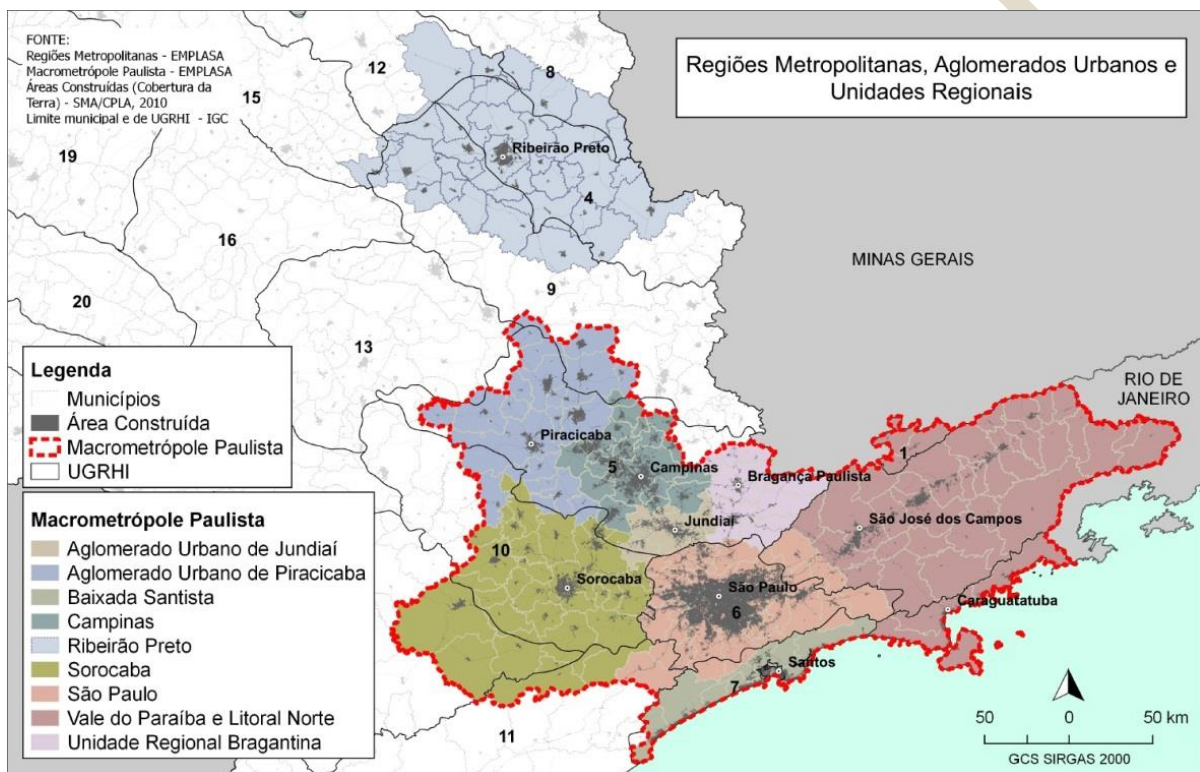 FONTE:
Regiões Metropolitanas - EMPLASA
Macrometrópole Paulista - EMPLASA
Áreas Construídas (Cobertura da
Terra) - SMA/CPLA, 2010
Limite municipal e de UGRHI - IGC
Regiões Metropolitanas, Aglomerados Urbanos e
Unidades Regionais
12
8
15
19
Ribeirão Preto
4
16
MINAS GERAIS
20
9
13
RIO DE
JANEIRO
Legenda
Municípios
Área Construída
Macrometrópole Paulista
UGRHI
Piracicaba
5
Campinas
Bragança Paulista
1
Jundiaí
São José dos Campos
10
Sorocaba
São Paulo
6
Caraguatatuba
Santos
7
11
Macrometrópole Paulista
Aglomerado Urbano de Jundiaí
Aglomerado Urbano de Piracicaba
Baixada Santista
Campinas
Ribeirão Preto
Sorocaba
São Paulo
Vale do Paraíba e Litoral Norte
Unidade Regional Bragantina
50 0 50 km
GCS SIRGAS 2000